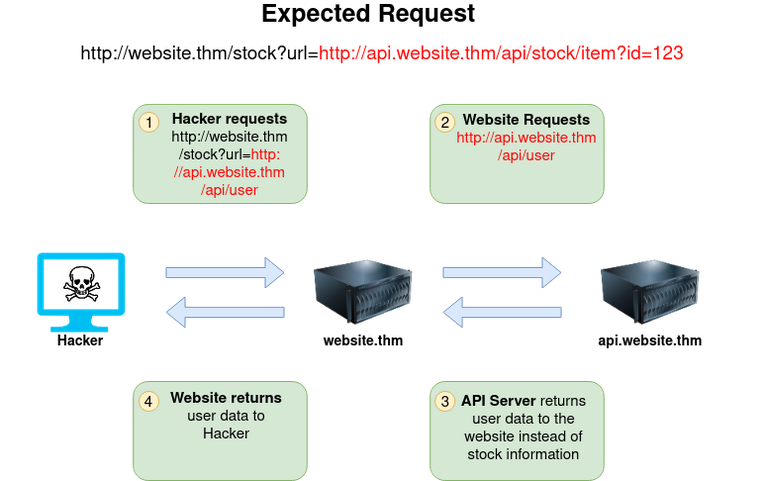 Expected Request
http://website.thm/stock?url=http://api.website.thm/api/stock/item?id=123
1
Hacker requests
http://website.thm
/stock?url=http:
//api.website.thm
/api/user
2
Website Requests
http://api.website.thm
/api/user
Hacker
website.thm
api.website.thm
4
Website returns
user data to
Hacker
3
API Server returns
user data to the
website instead of
stock information